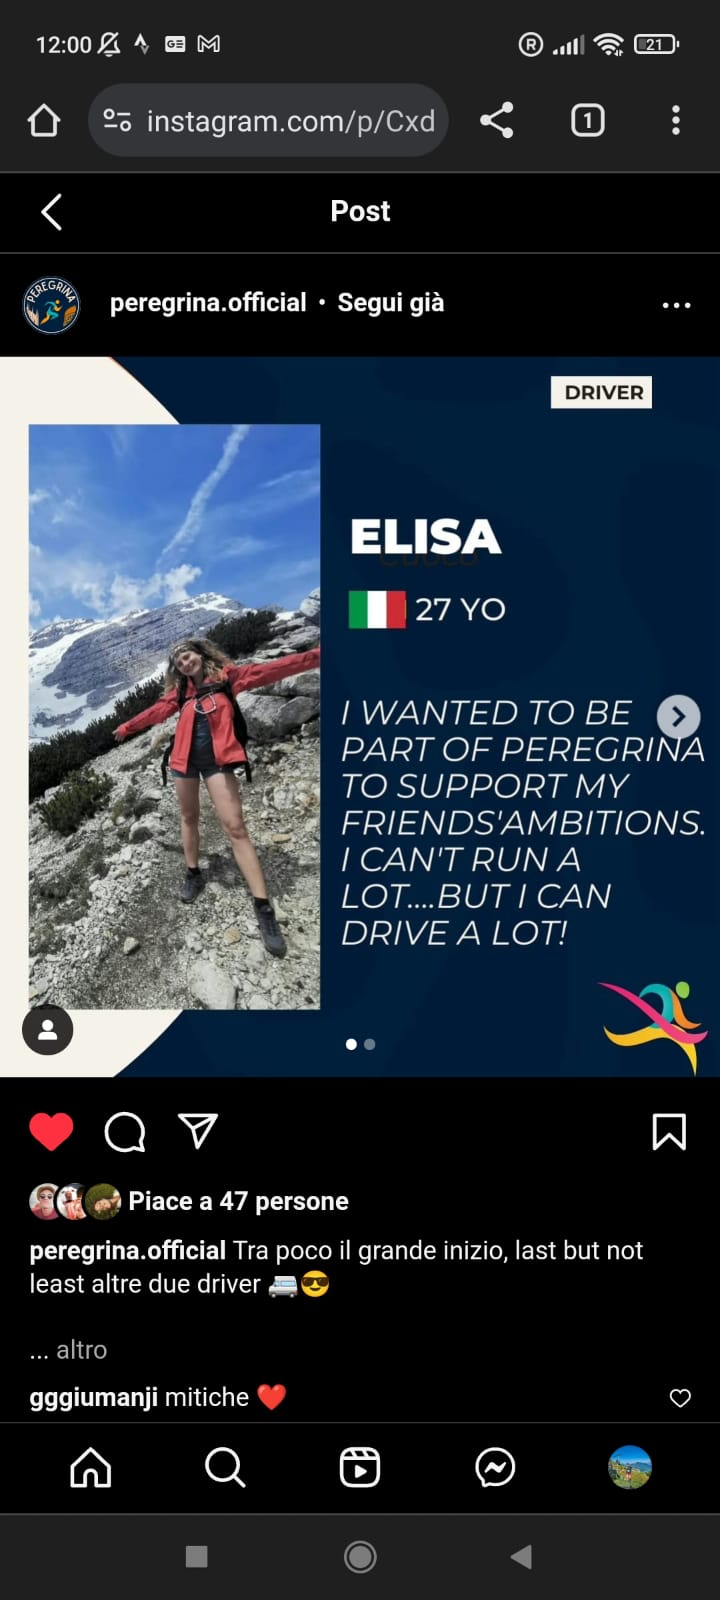 12:00
R
21
GE
instagram.com/p/Cxd
1
Post
PEREGRINA
peregrina.official • Segui già
DRIVER
ELISA
27 YO
I WANTED TO BE
PART OF PEREGRINA
TO SUPPORT MY
FRIENDS'AMBITIONS.
I CAN'T RUN A
LOT....BUT I CAN
DRIVE A LOT!
Piace a 47 persone
peregrina.official Tra poco il grande inizio, last but not
least altre due driver 🚐😎
... altro
gggiumanji mitiche ❤️